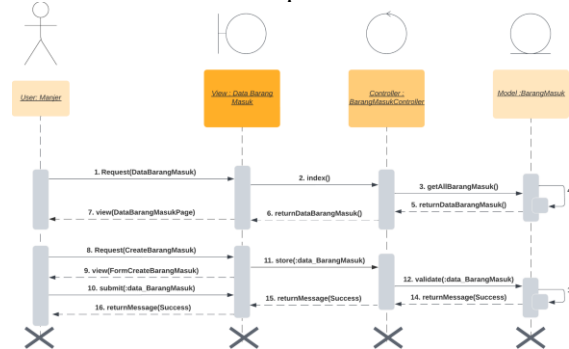 User: Manjer
View : Data Barang
Masuk
Controller :
BarangMasukController
Model :BarangMasuk
1. Request(DataBarangMasuk)
2. index()
3. getAllBarangMasuk()
5. returnDataBarangMasuk()
6. returnDataBarangMasuk()
7. view(DataBarangMasukPage)
8. Request(CreateBarangMasuk)
9. view(FormCreateBarangMasuk)
10. submit(:data_BarangMasuk)
11. store(:data_BarangMasuk)
12. validate(:data_BarangMasuk)
14. returnMessage(Success)
15. returnMessage(Success)
16. returnMessage(Success)